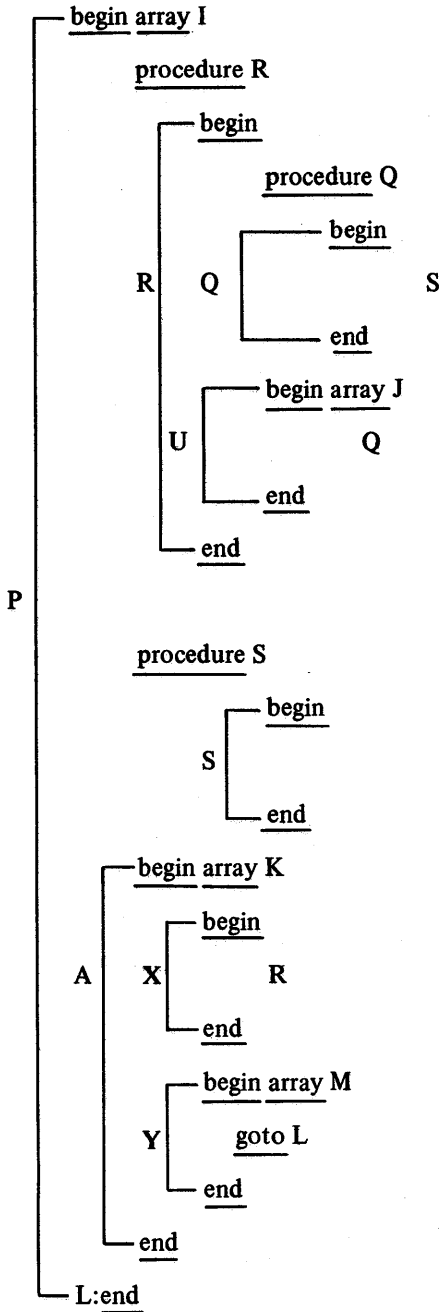 begin array I
procedure R
begin
procedure Q
begin
R Q S
end
begin array J
U Q
end
end
P
procedure S
begin
S
end
begin array K
begin
A X R
end
begin array M
Y goto L
end
end
L:end